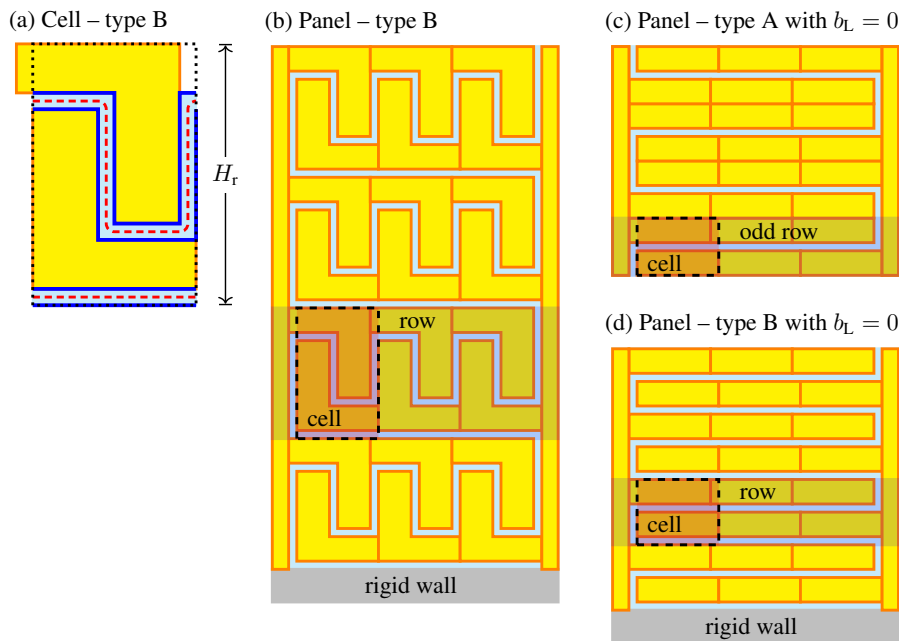 (a) Cell – type B
H_r
(b) Panel – type B
row
cell
rigid wall
(c) Panel – type A with b_L = 0
odd row
cell
(d) Panel – type B with b_L = 0
row
cell
rigid wall